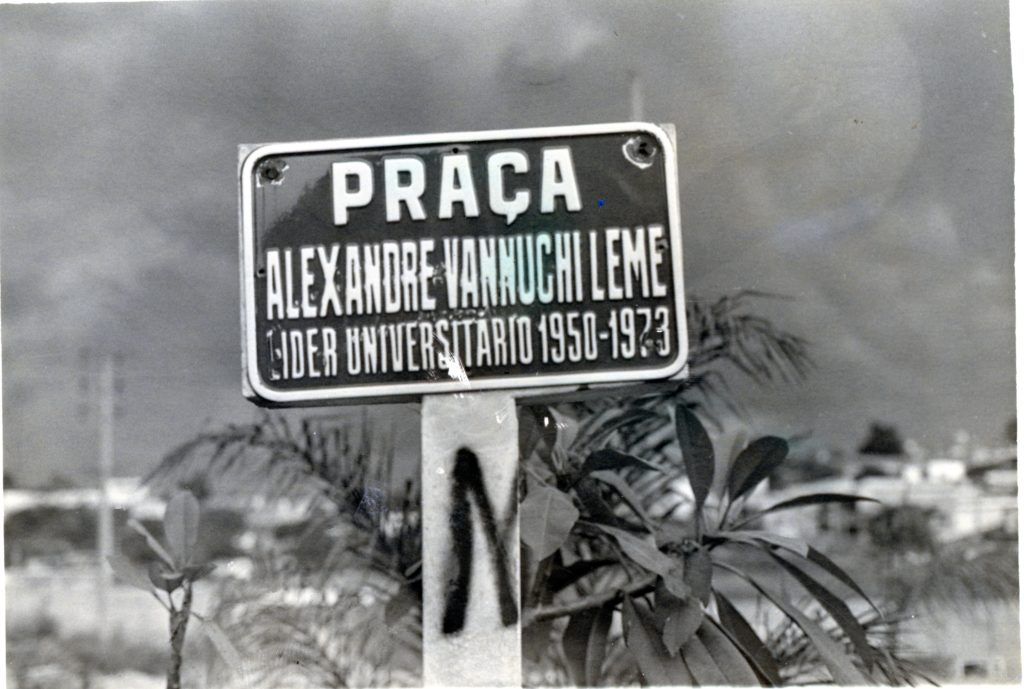 PRAÇA
ALEXANDRE VANNUCHI LEME
LIDER UNIVERSITARIO 1950-1973
N